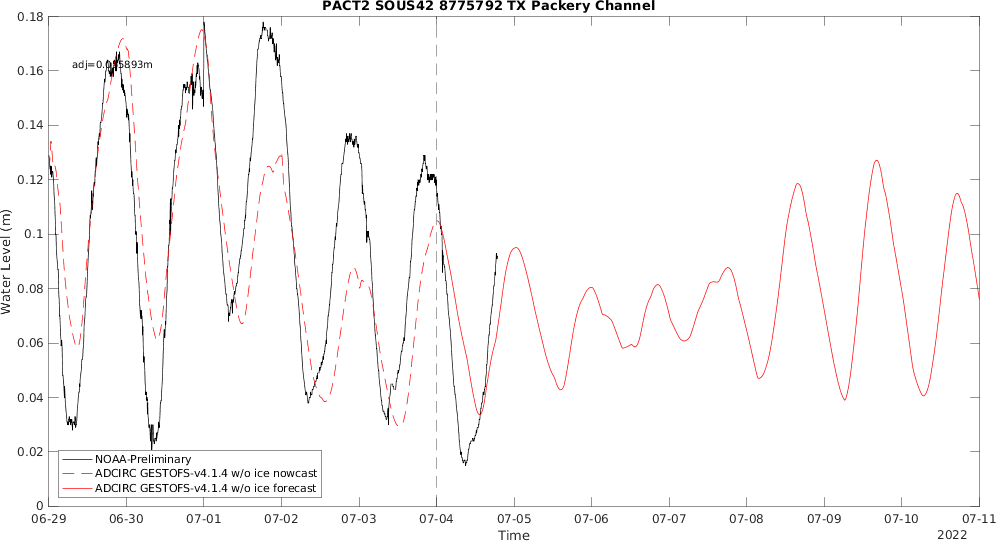 PACT2 SOUS42 8775792 TX Packery Channel
0.18
0.16
0.14
0.12
0.1
0.08
0.06
0.04
0.02
0
Water Level (m)
NOAA-Preliminary
ADCIRC GESTOFS-v4.1.4 w/o ice nowcast
ADCIRC GESTOFS-v4.1.4 w/o ice forecast
06-29 06-30 07-01 07-02 07-03 07-04 07-05 07-06 07-07 07-08 07-09 07-10 07-11
Time
2022